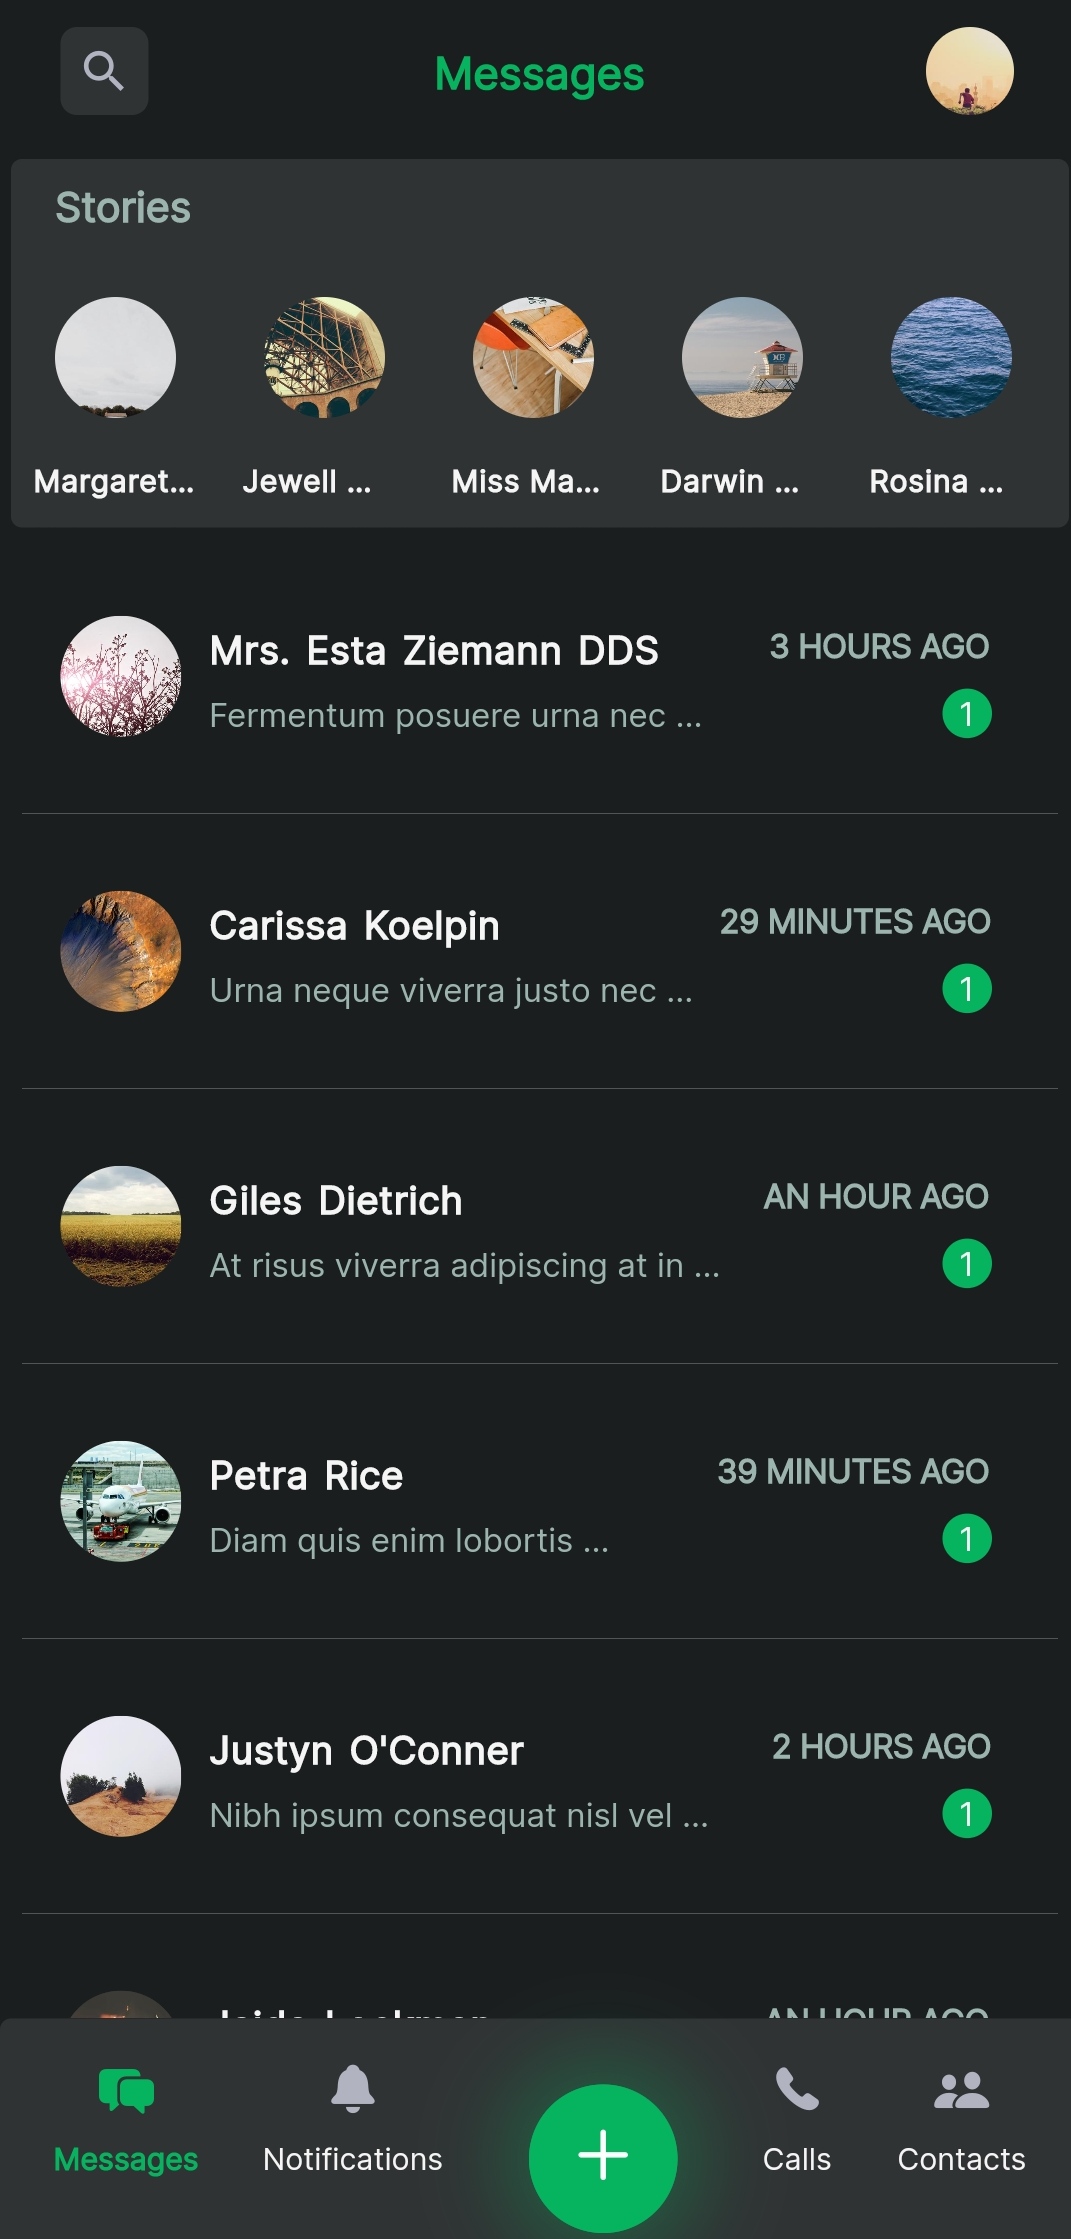 Messages
Stories
Margaret...
Jewell ...
Miss Ma...
Darwin ...
Rosina ...
Mrs. Esta Ziemann DDS
3 HOURS AGO
Fermentum posuere urna nec ...
1
Carissa Koelpin
29 MINUTES AGO
Urna neque viverra justo nec ...
1
Giles Dietrich
AN HOUR AGO
At risus viverra adipiscing at in ...
1
Petra Rice
39 MINUTES AGO
Diam quis enim lobortis ...
1
Justyn O'Conner
2 HOURS AGO
Nibh ipsum consequat nisl vel ...
1
AN HOUR AGO
Messages
Notifications
Calls
Contacts